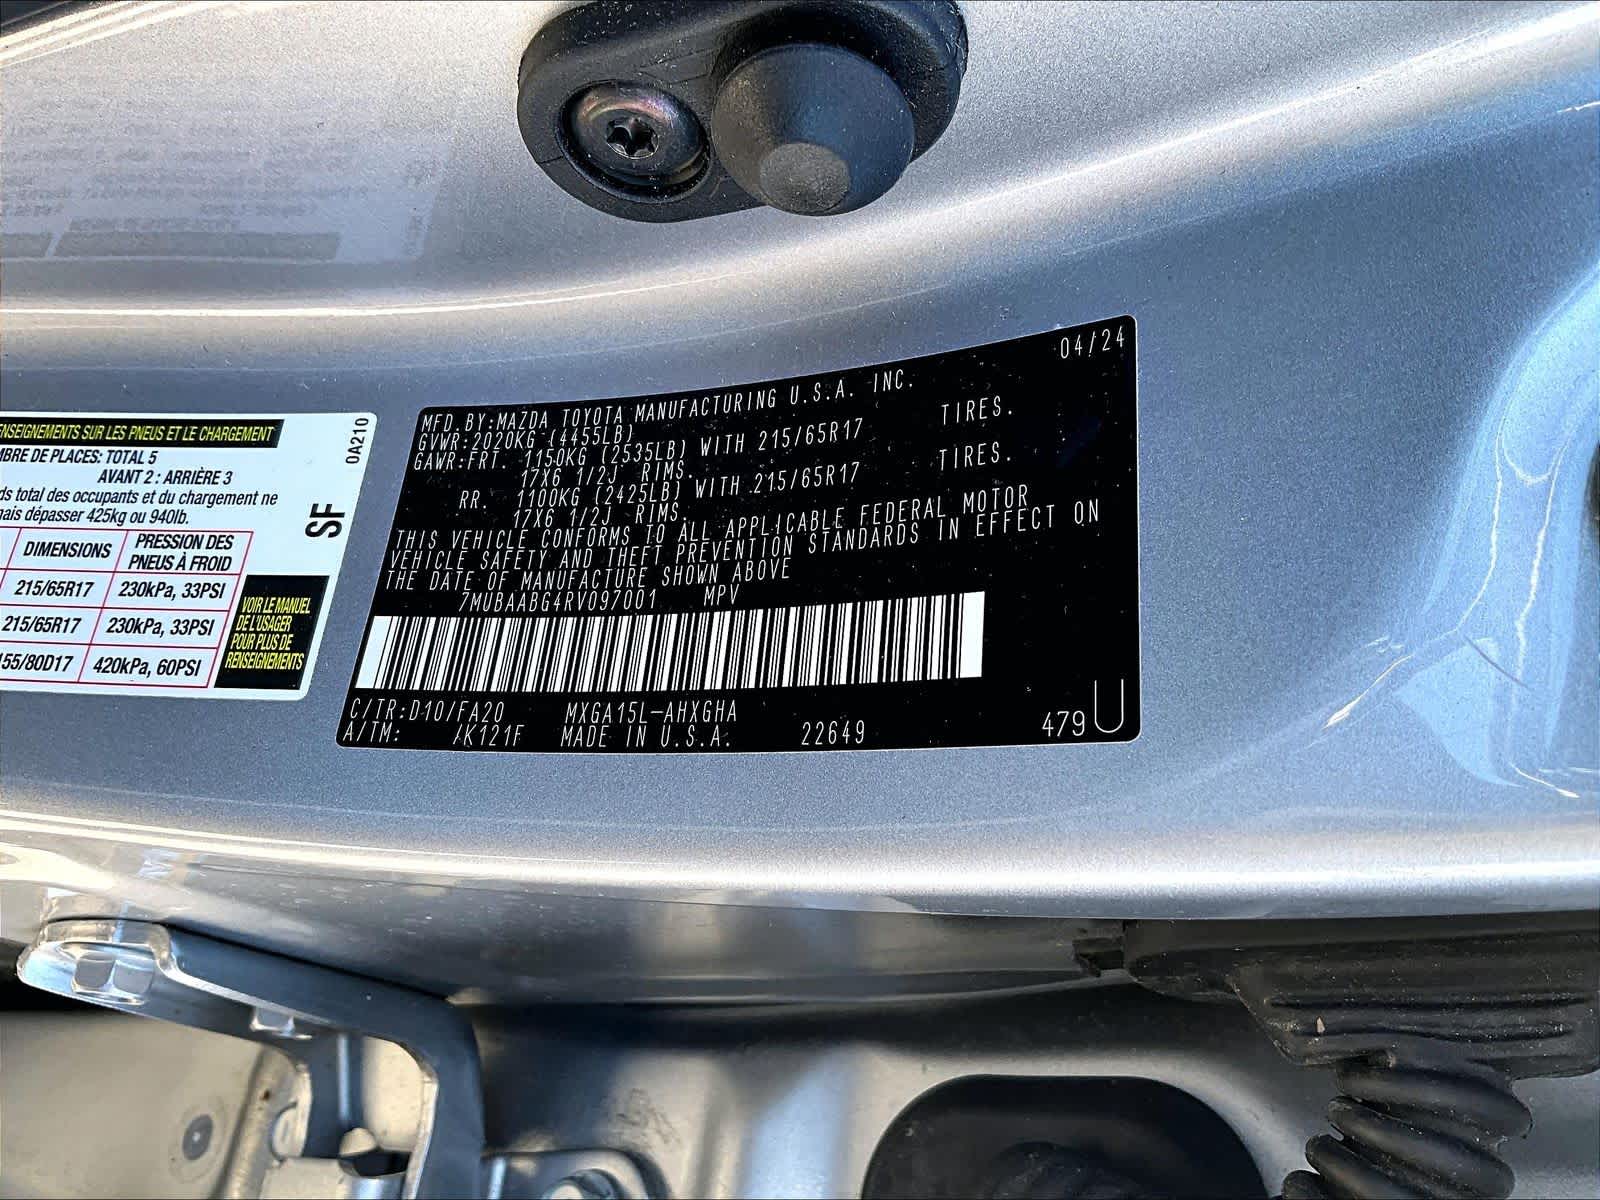 ENSEIGNEMENTS SUR LES PNEUS ET LE CHARGEMENT
MBRE DE PLACES: TOTAL 5
AVANT 2 : ARRIÈRE 3
ds total des occupants et du chargement ne
mais dépasser 425kg ou 940lb.
DIMENSIONS PRESSION DES PNEUS À FROID
215/65R17 230kPa, 33PSI
215/65R17 230kPa, 33PSI
155/80D17 420kPa, 60PSI
VOIR LE MANUEL
DE L'USAGER
POUR PLUS DE
RENSEIGNEMENTS
0A210
SF
04/24
MFD.BY:MAZDA TOYOTA MANUFACTURING U.S.A. INC.
GVWR:2020KG (4455LB)
GAWR:FRT. 1150KG (2535LB) WITH 215/65R17 TIRES.
17X6 1/2J RIMS.
RR. 1100KG (2425LB) WITH 215/65R17 TIRES.
17X6 1/2J RIMS.
THIS VEHICLE CONFORMS TO ALL APPLICABLE FEDERAL MOTOR
VEHICLE SAFETY AND THEFT PREVENTION STANDARDS IN EFFECT ON
THE DATE OF MANUFACTURE SHOWN ABOVE
7MUBAABG4RV097001 MPV
C/TR:D10/FA20 MXGA15L-AHXGHA
A/TM: /K121F MADE IN U.S.A. 22649 479U